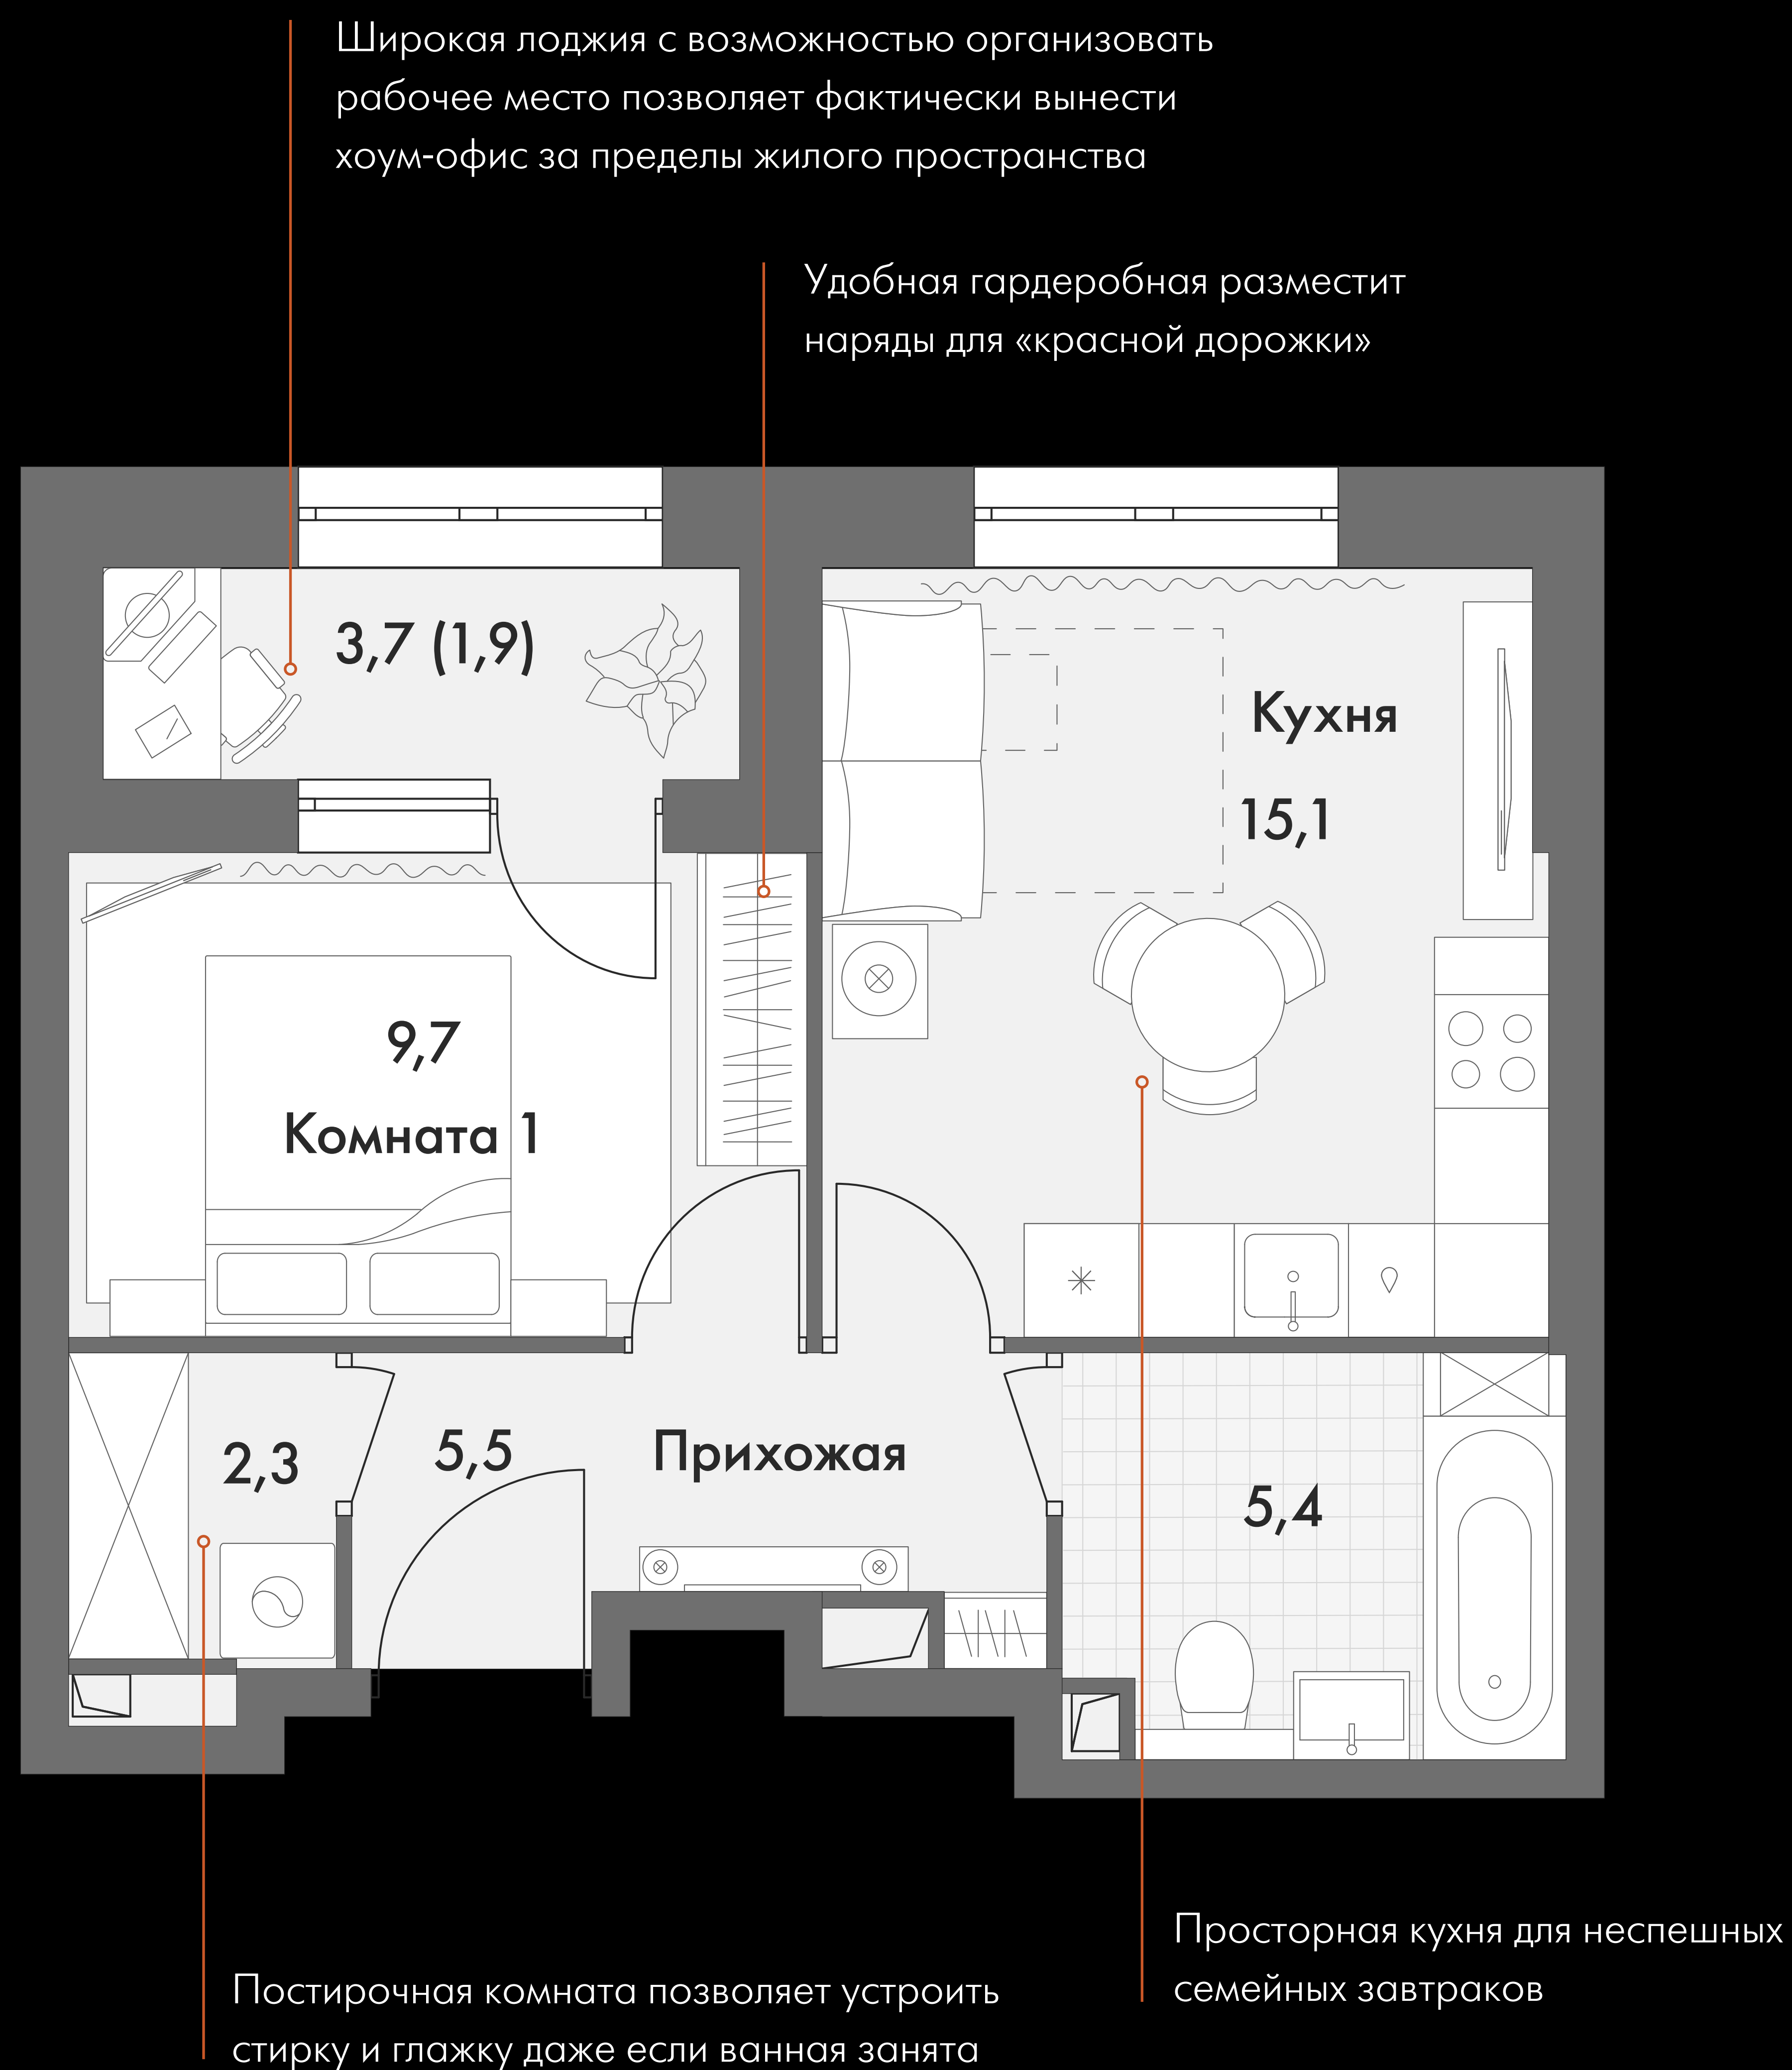 Широкая лоджия с возможностью организовать
рабочее место позволяет фактически вынести
хоум-офис за пределы жилого пространства
Удобная гардеробная разместит
наряды для «красной дорожки»
3,7 (1,9)
Кухня
15,1
9,7
Комната 1
2,3
5,5
Прихожая
5,4
Просторная кухня для неспешных
семейных завтраков
Постирочная комната позволяет устроить
стирку и глажку даже если ванная занята